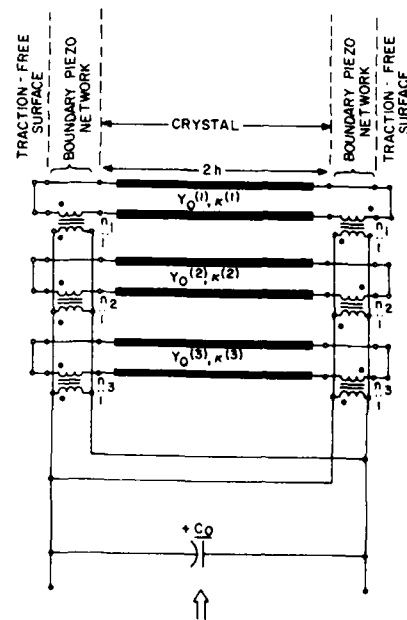 TRACTION - FREE
SURFACE
BOUNDARY PIEZO
NETWORK
CRYSTAL
2h
BOUNDARY PIEZO
NETWORK
TRACTION - FREE
SURFACE
Y0(1), κ(1)
n1
1
n1
1
Y0(2), κ(2)
n2
1
n2
1
Y0(3), κ(3)
n3
1
n3
1
+ C0